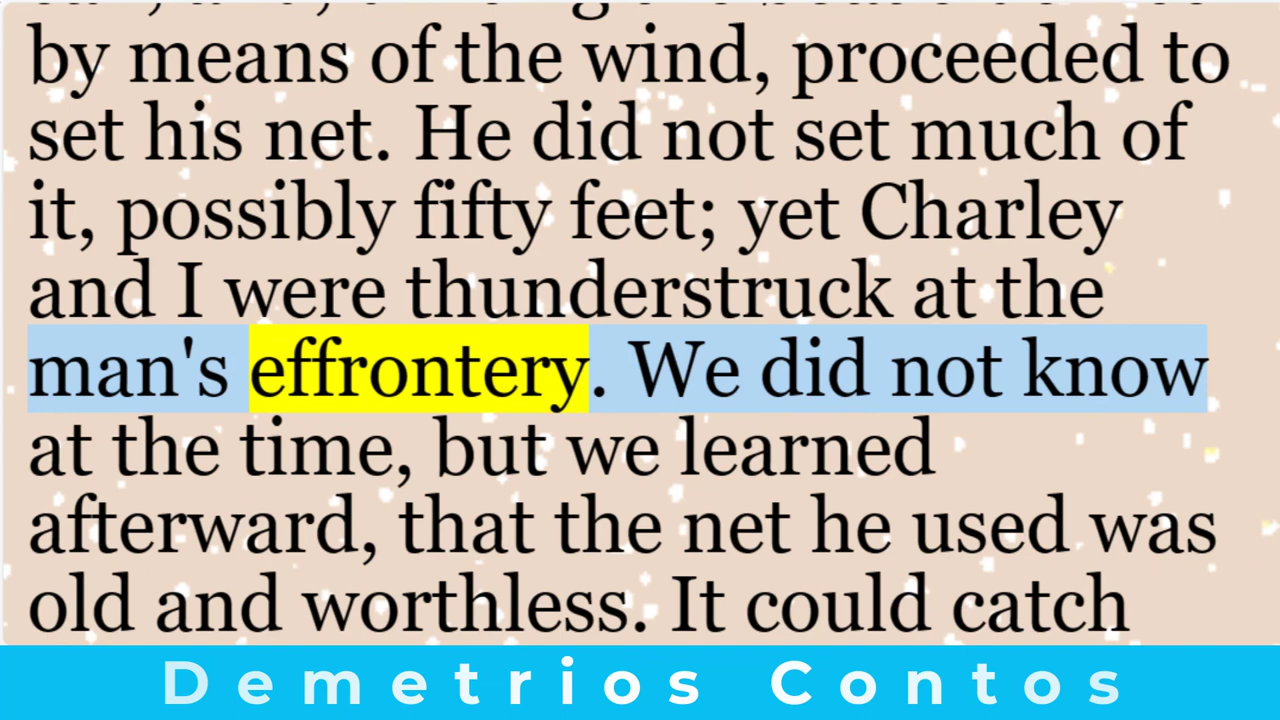 by means of the wind, proceeded to
set his net. He did not set much of
it, possibly fifty feet; yet Charley
and I were thunderstruck at the
man's effrontery. We did not know
at the time, but we learned
afterward, that the net he used was
old and worthless. It could catch
Demetrios Contos